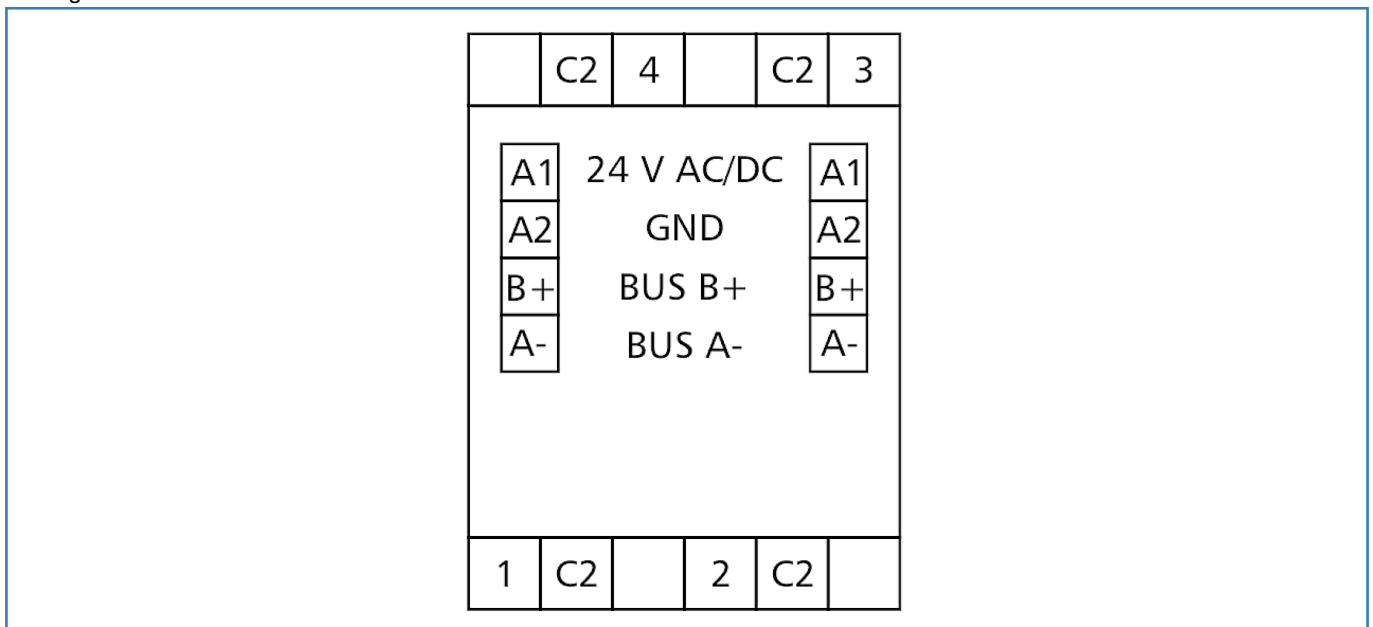 C2 4 C2 3
A1 24 V AC/DC A1
A2 GND A2
B+ BUS B+ B+
A- BUS A- A-
1 C2 2 C2